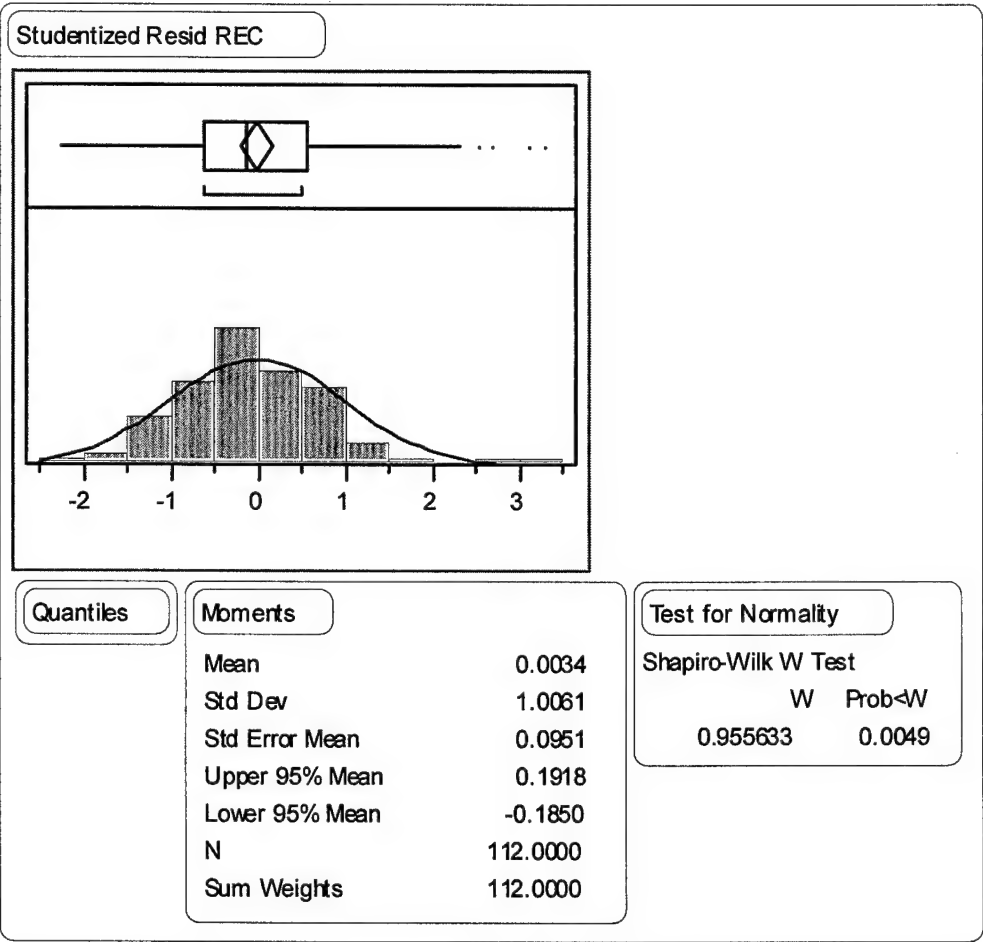 Studentized Resid REC
-2 -1 0 1 2 3
Quantiles
Moments
Mean 0.0034
Std Dev 1.0061
Std Error Mean 0.0951
Upper 95% Mean 0.1918
Lower 95% Mean -0.1850
N 112.0000
Sum Weights 112.0000
Test for Normality
Shapiro-Wilk W Test
W Prob<W
0.955633 0.0049